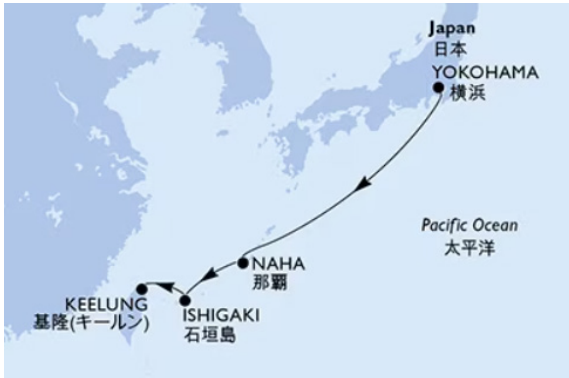 Japan
日本
YOKOHAMA
横浜
Pacific Ocean
太平洋
NAHA
那覇
KEELUNG
基隆(キールン)
ISHIGAKI
石垣島